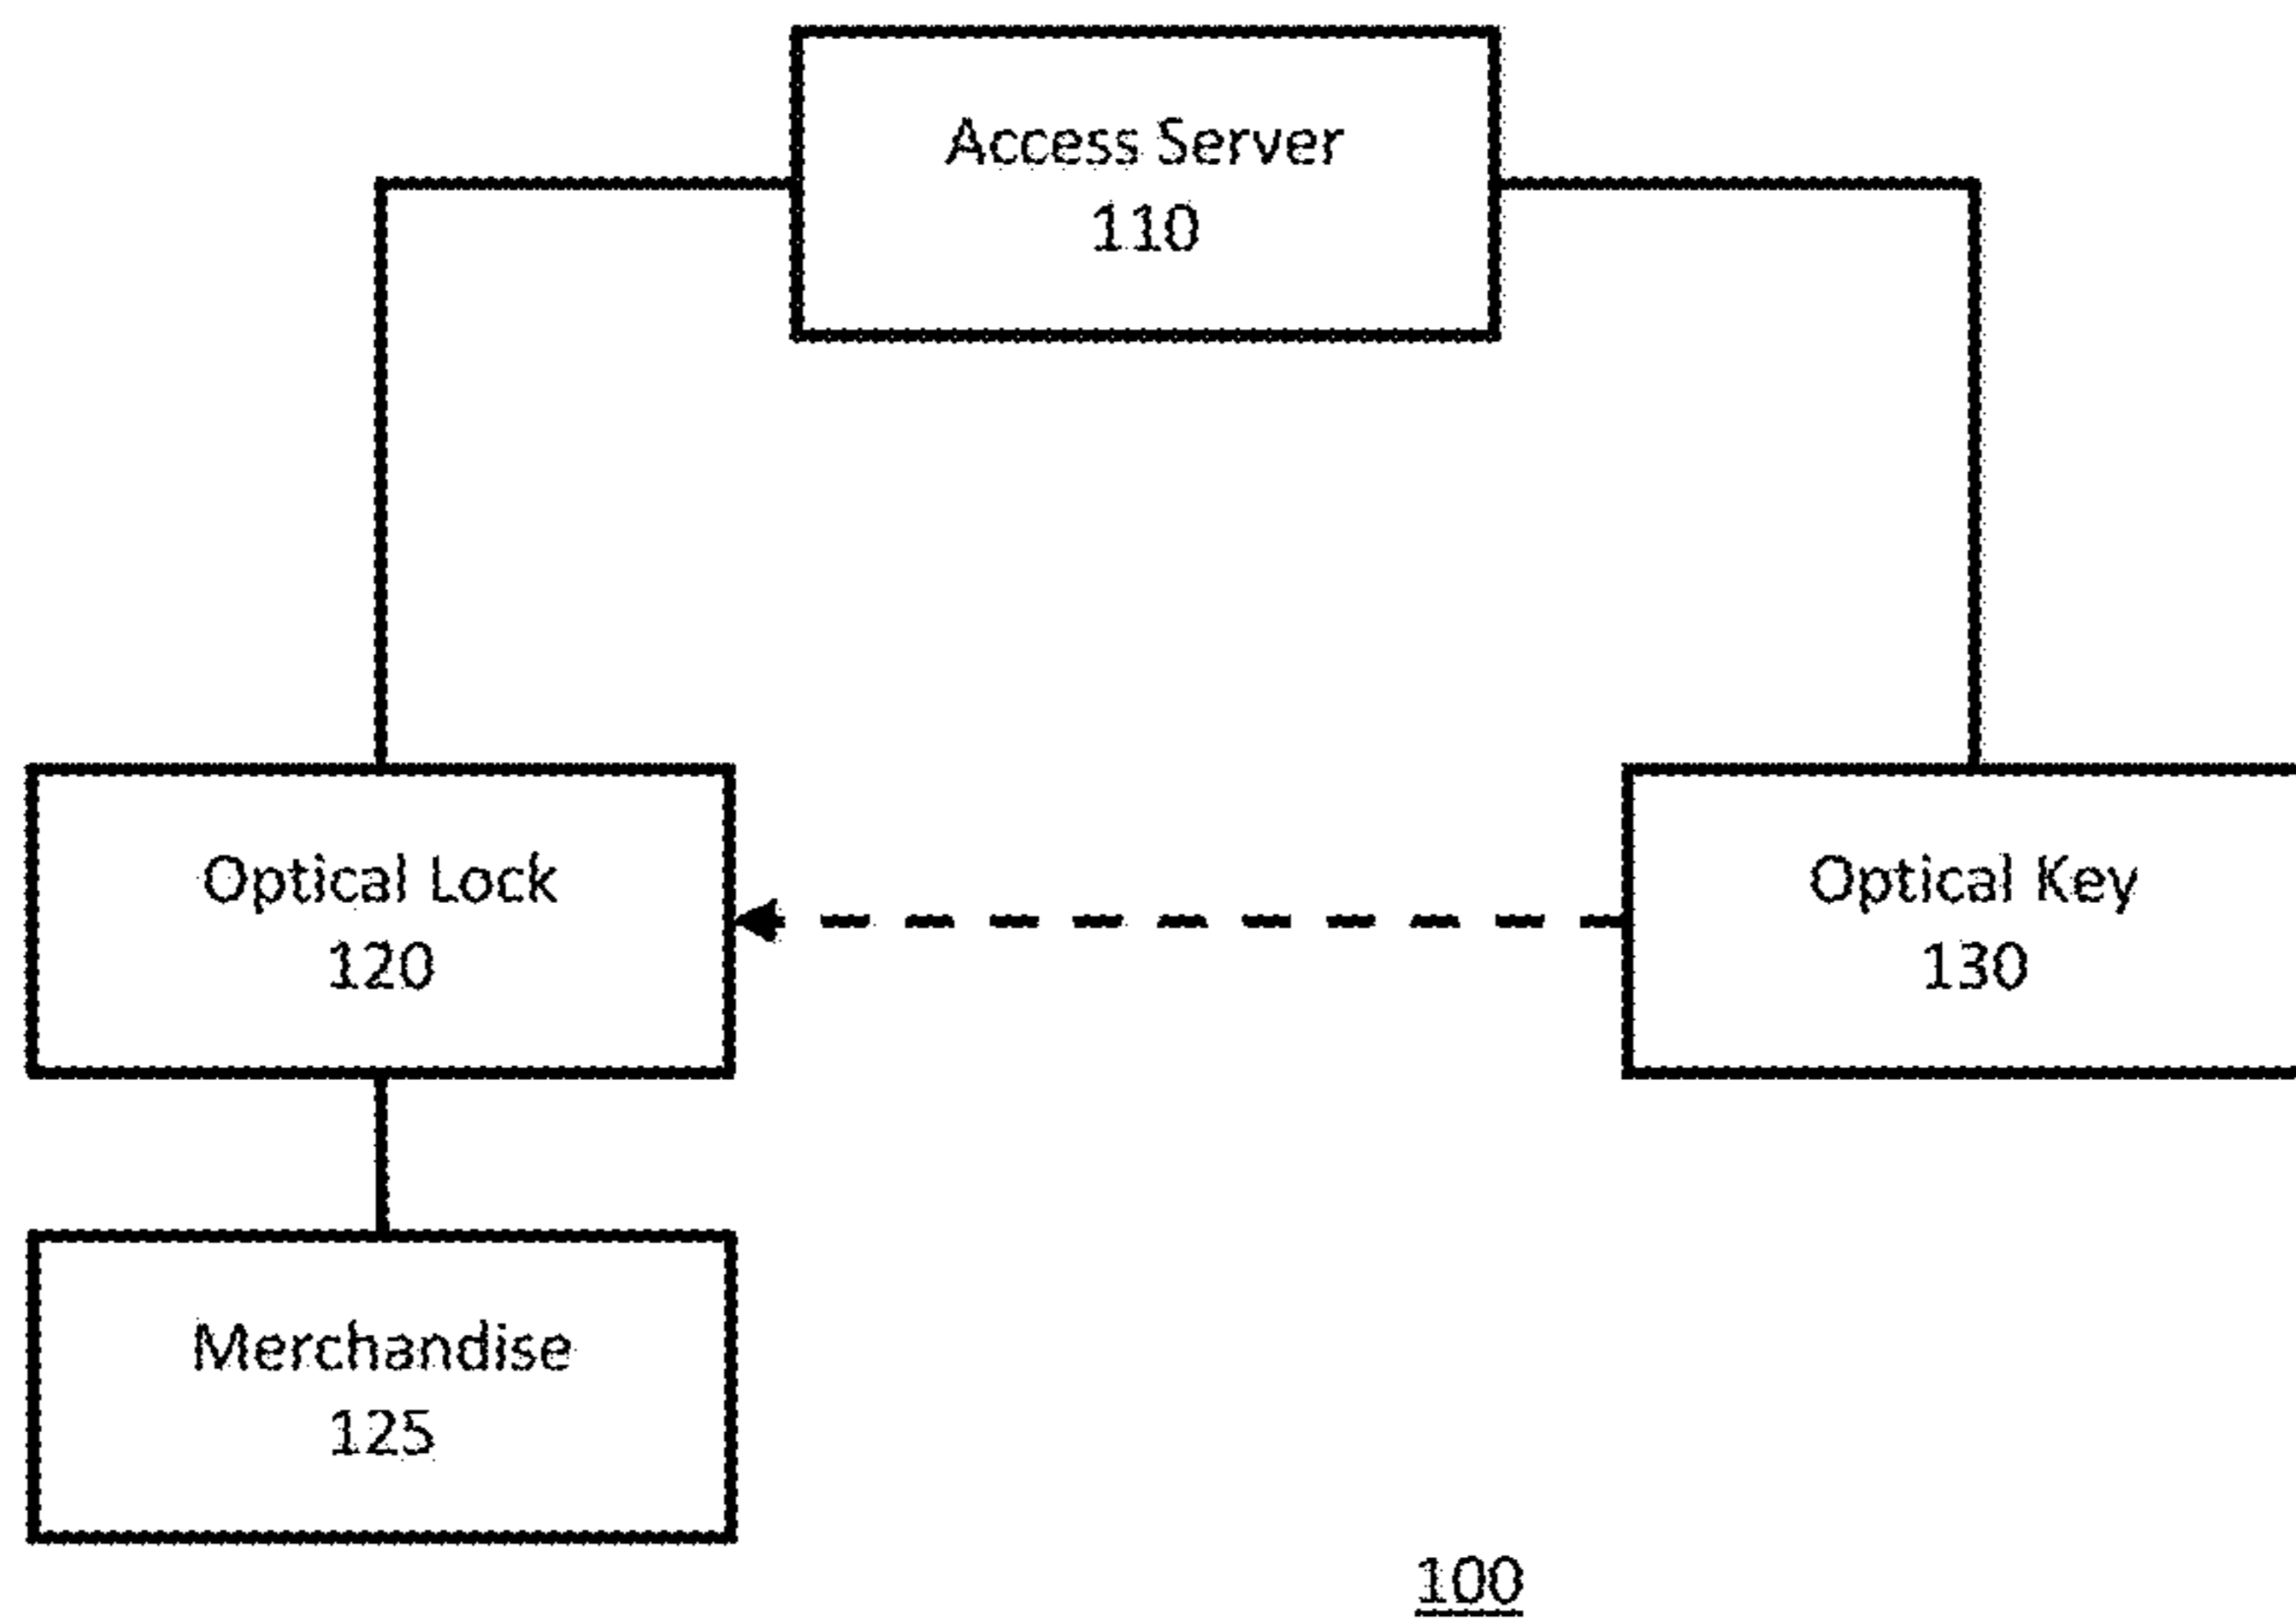 Access Server
110
Optical Lock
120
Optical Key
130
Merchandise
125
100